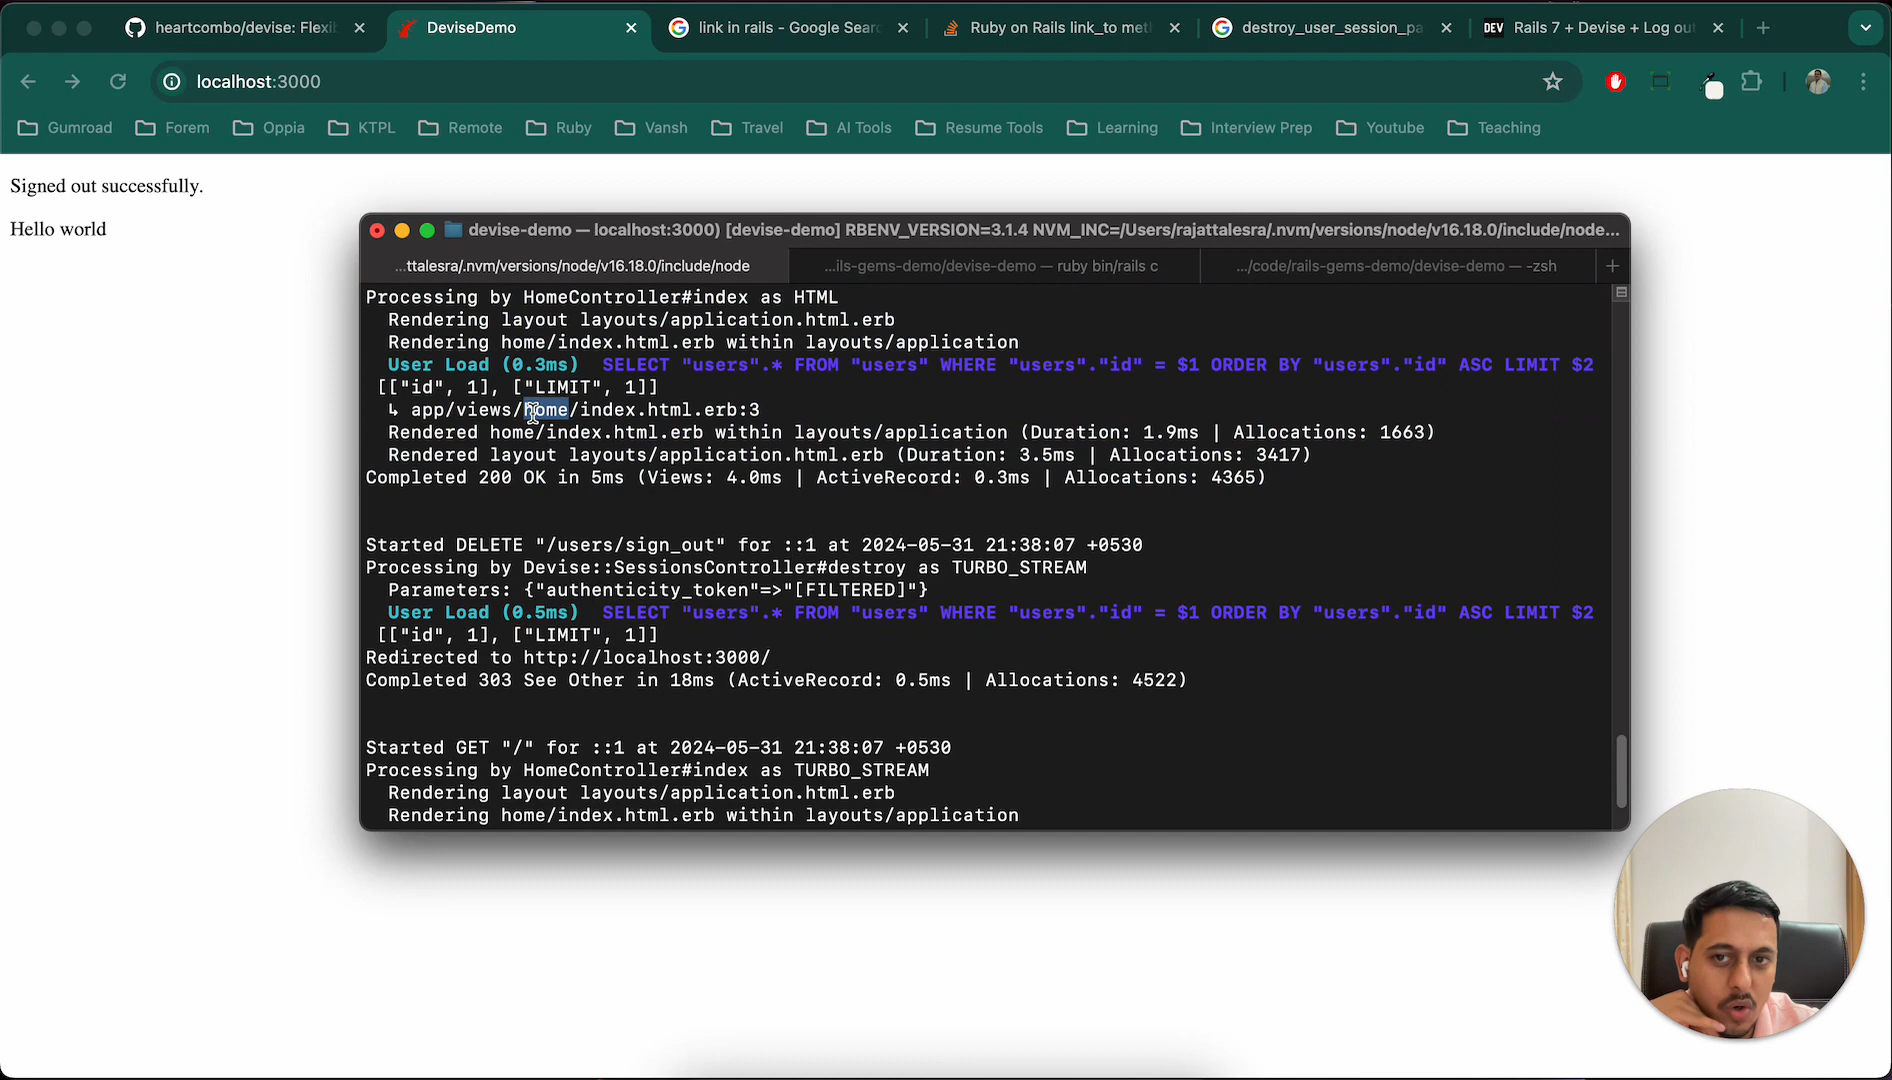 heartcombo/devise: Flexi
DeviseDemo
link in rails - Google Searc
Ruby on Rails link_to meth
destroy_user_session_pa
DEV
Rails 7 + Devise + Log out
localhost:3000
Gumroad
Forem
Oppia
KTPL
Remote
Ruby
Vansh
Travel
AI Tools
Resume Tools
Learning
Interview Prep
Youtube
Teaching
Signed out successfully.
Hello world
devise-demo — localhost:3000) [devise-demo] RBENV_VERSION=3.1.4 NVM_INC=/Users/rajattalesra/.nvm/versions/node/v16.18.0/include/node...
...ttalesra/.nvm/versions/node/v16.18.0/include/node
...ils-gems-demo/devise-demo — ruby bin/rails c
.../code/rails-gems-demo/devise-demo — -zsh
Processing by HomeController#index as HTML
Rendering layout layouts/application.html.erb
Rendering home/index.html.erb within layouts/application
User Load (0.3ms)  SELECT "users".* FROM "users" WHERE "users"."id" = $1 ORDER BY "users"."id" ASC LIMIT $2
[["id", 1], ["LIMIT", 1]]
↳ app/views/home/index.html.erb:3
Rendered home/index.html.erb within layouts/application (Duration: 1.9ms | Allocations: 1663)
Rendered layout layouts/application.html.erb (Duration: 3.5ms | Allocations: 3417)
Completed 200 OK in 5ms (Views: 4.0ms | ActiveRecord: 0.3ms | Allocations: 4365)
Started DELETE "/users/sign_out" for ::1 at 2024-05-31 21:38:07 +0530
Processing by Devise::SessionsController#destroy as TURBO_STREAM
Parameters: {"authenticity_token"=>"[FILTERED]"}
User Load (0.5ms)  SELECT "users".* FROM "users" WHERE "users"."id" = $1 ORDER BY "users"."id" ASC LIMIT $2
[["id", 1], ["LIMIT", 1]]
Redirected to http://localhost:3000/
Completed 303 See Other in 18ms (ActiveRecord: 0.5ms | Allocations: 4522)
Started GET "/" for ::1 at 2024-05-31 21:38:07 +0530
Processing by HomeController#index as TURBO_STREAM
Rendering layout layouts/application.html.erb
Rendering home/index.html.erb within layouts/application